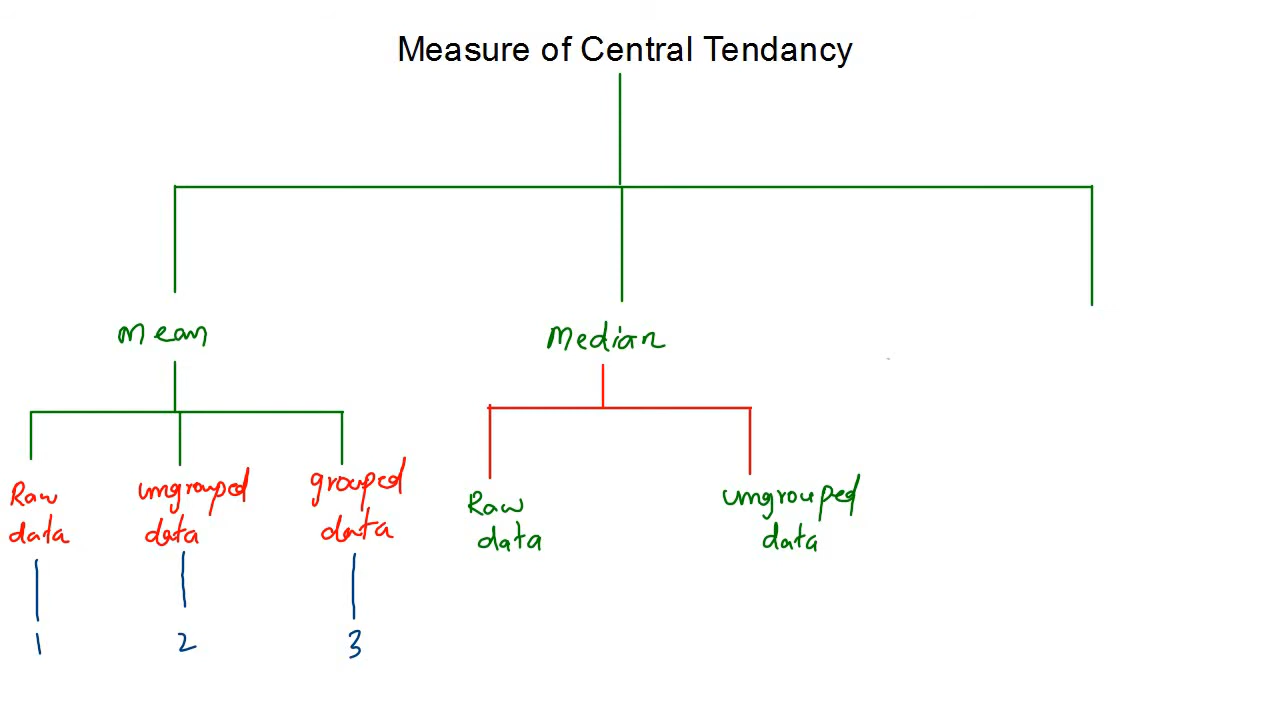 Measure of Central Tendancy
Mean
Median
Raw
data
ungrouped
data
grouped
data
Raw
data
ungrouped
data
1
2
3